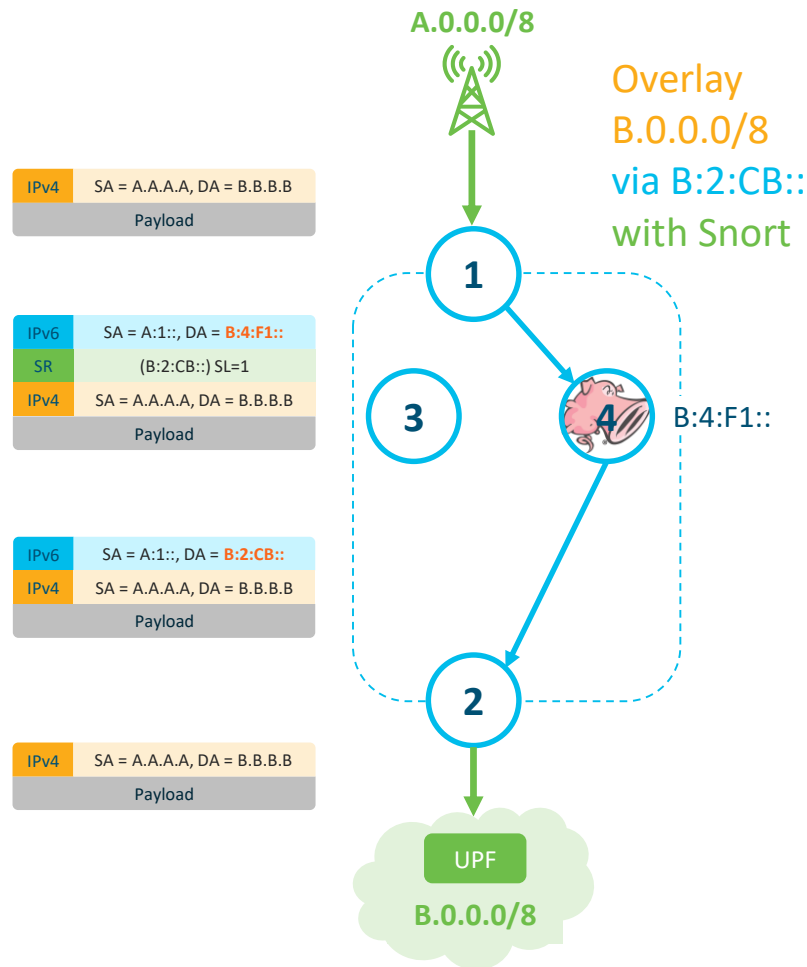 A.0.0.0/8
Overlay
B.0.0.0/8
via B:2:CB::
with Snort
IPv4 SA = A.A.A.A, DA = B.B.B.B
Payload
1
IPv6 SA = A:1::, DA = B:4:F1::
SR (B:2:CB::) SL=1
IPv4 SA = A.A.A.A, DA = B.B.B.B
Payload
3
4
B:4:F1::
IPv6 SA = A:1::, DA = B:2:CB::
IPv4 SA = A.A.A.A, DA = B.B.B.B
Payload
2
IPv4 SA = A.A.A.A, DA = B.B.B.B
Payload
UPF
B.0.0.0/8